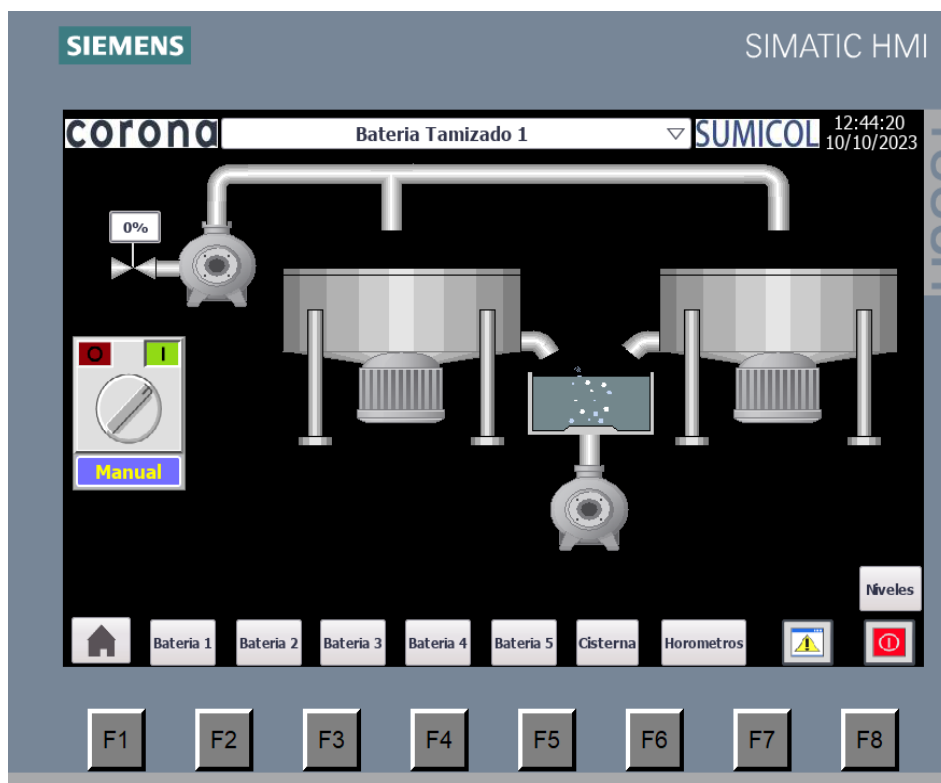 SIEMENS
SIMATIC HMI
corona
Bateria Tamizado 1
SUMICOL
12:44:20
10/10/2023
TOUCH
0%
O
I
Manual
Niveles
Bateria 1
Bateria 2
Bateria 3
Bateria 4
Bateria 5
Cisterna
Horometros
F1
F2
F3
F4
F5
F6
F7
F8